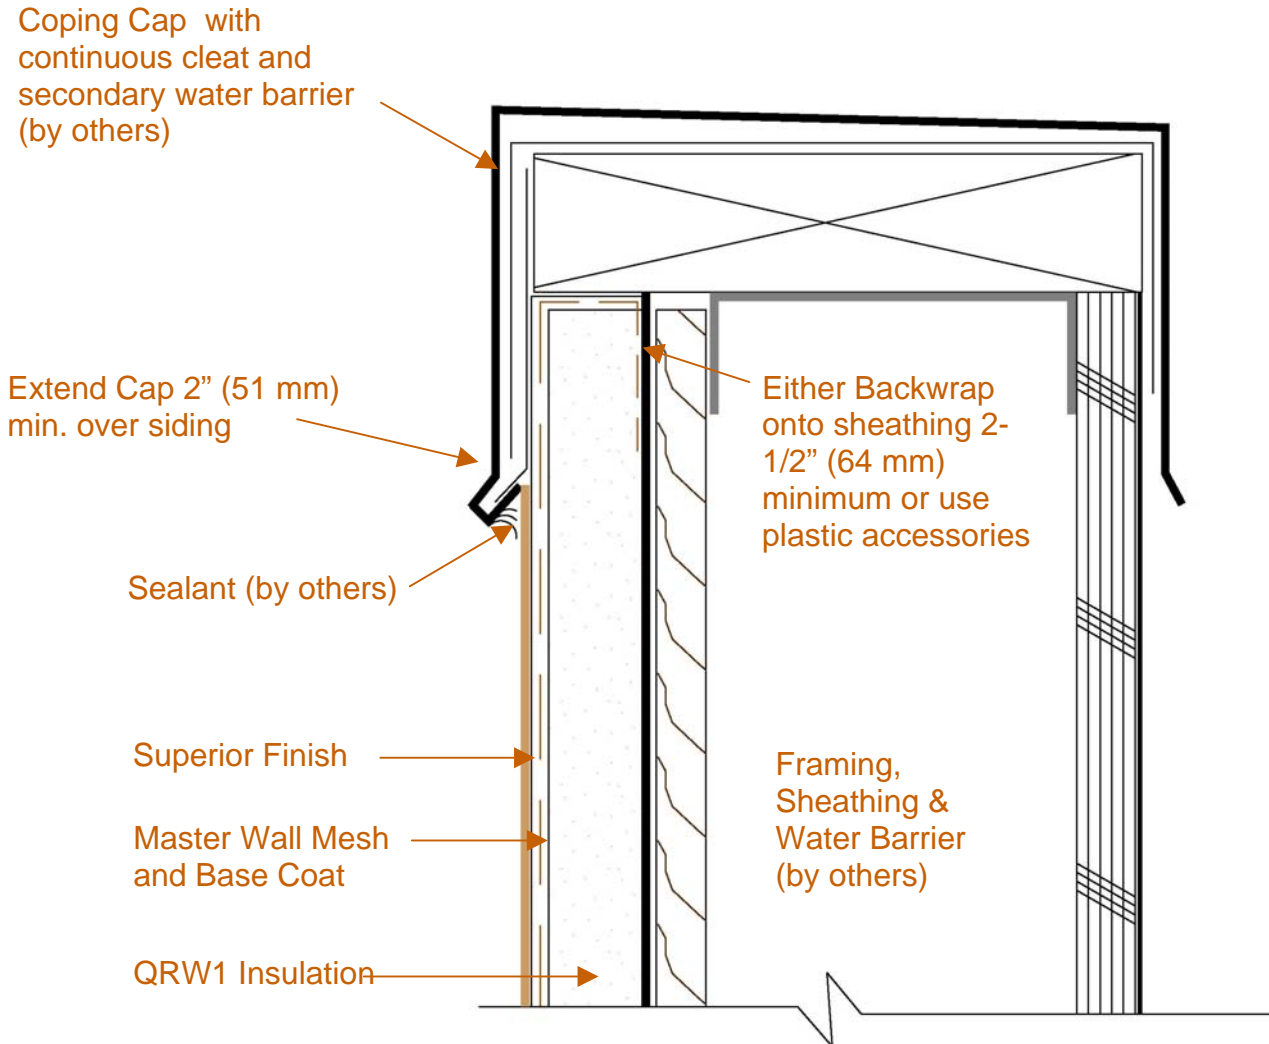 Coping Cap with
continuous cleat and
secondary water barrier
(by others)
Extend Cap 2” (51 mm)
min. over siding
Either Backwrap
onto sheathing 2-
1/2” (64 mm)
minimum or use
plastic accessories
Sealant (by others)
Superior Finish
Master Wall Mesh
and Base Coat
QRW1 Insulation
Framing,
Sheathing &
Water Barrier
(by others)